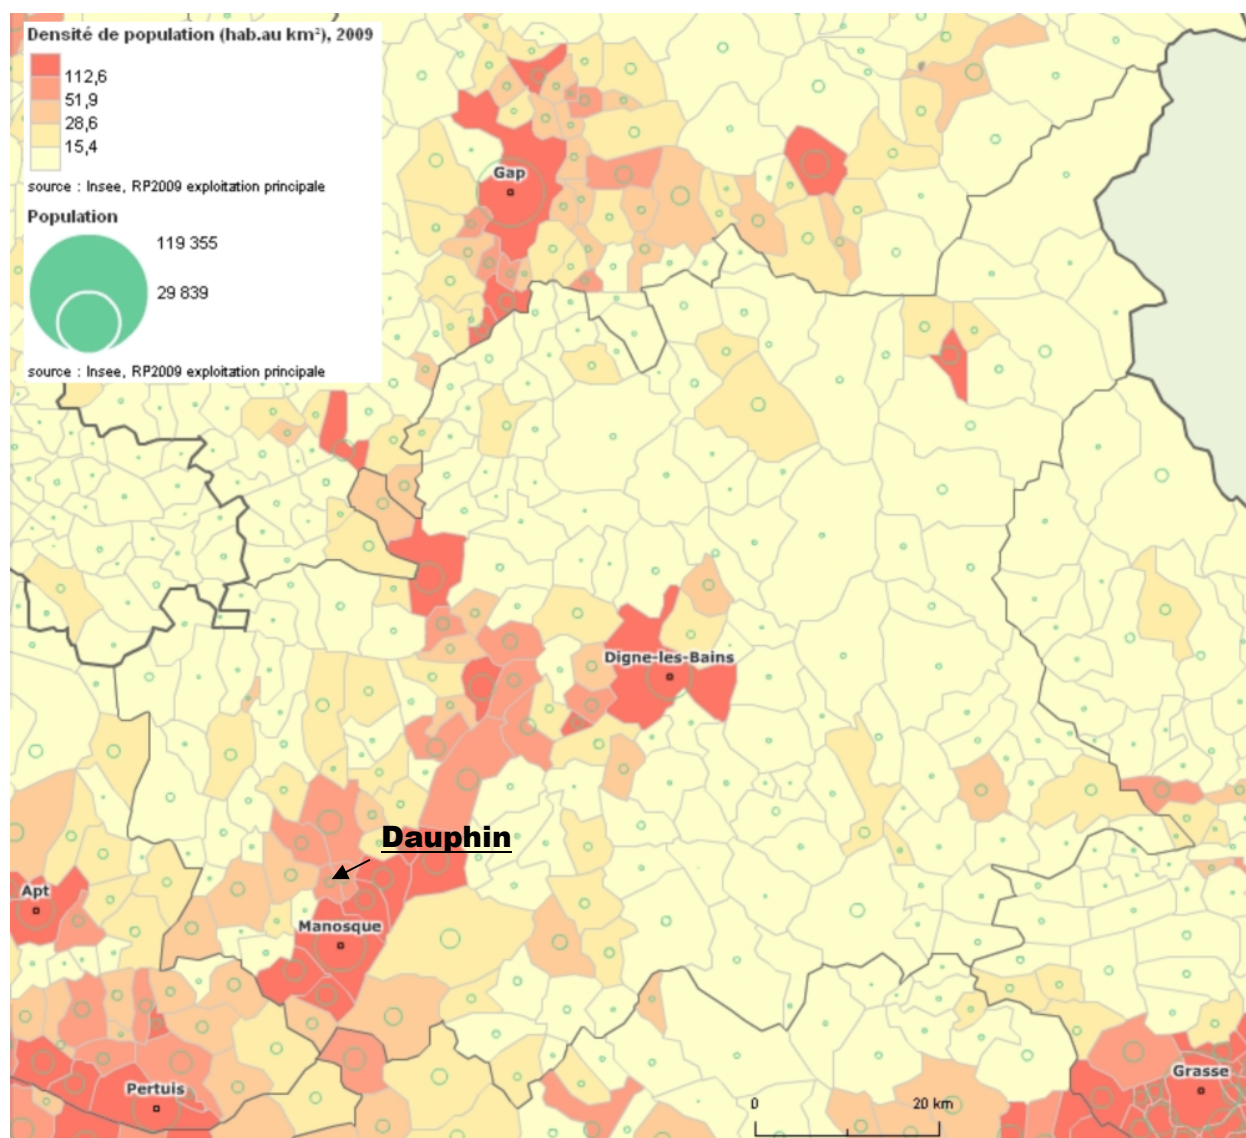 Densité de population (hab.au km²), 2009
112,6
51,9
28,6
15,4
source : Insee, RP2009 exploitation principale
Population
119 355
29 839
source : Insee, RP2009 exploitation principale
Gap
Digne-les-Bains
Dauphin
Apt
Manosque
Pertuis
Grasse
0 20 km